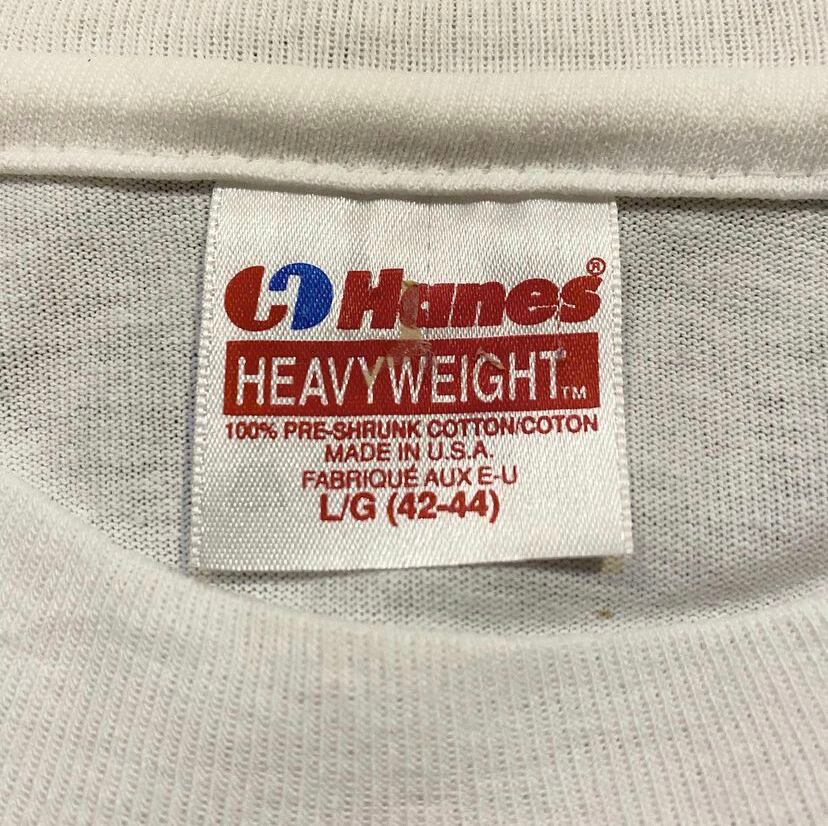 Hanes®
HEAVYWEIGHT™
100% PRE-SHRUNK COTTON/COTON
MADE IN U.S.A.
FABRIQUÉ AUX E-U
L/G (42-44)